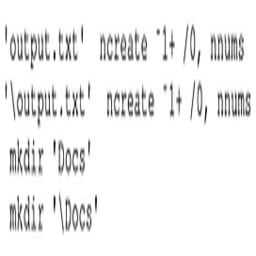 'output.txt' ncreate ¯1+ /0, nnums
'\output.txt' ncreate ¯1+ /0, nnums
mkdir 'Docs'
mkdir '\Docs'